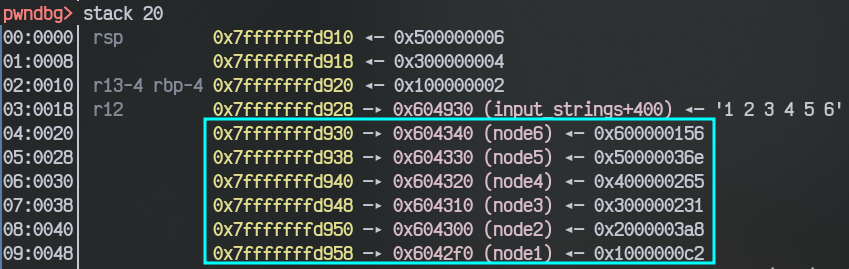 pwndbg> stack 20
00:0000│ rsp 0x7fffffffd910 ◂— 0x500000006
01:0008│ 0x7fffffffd918 ◂— 0x300000004
02:0010│ r13-4 rbp-4 0x7fffffffd920 ◂— 0x100000002
03:0018│ r12 0x7fffffffd928 —▸ 0x604930 (input_strings+400) ◂— '1 2 3 4 5 6'
04:0020│ 0x7fffffffd930 —▸ 0x604340 (node6) ◂— 0x600000156
05:0028│ 0x7fffffffd938 —▸ 0x604330 (node5) ◂— 0x50000036e
06:0030│ 0x7fffffffd940 —▸ 0x604320 (node4) ◂— 0x400000265
07:0038│ 0x7fffffffd948 —▸ 0x604310 (node3) ◂— 0x300000231
08:0040│ 0x7fffffffd950 —▸ 0x604300 (node2) ◂— 0x2000003a8
09:0048│ 0x7fffffffd958 —▸ 0x6042f0 (node1) ◂— 0x1000000c2